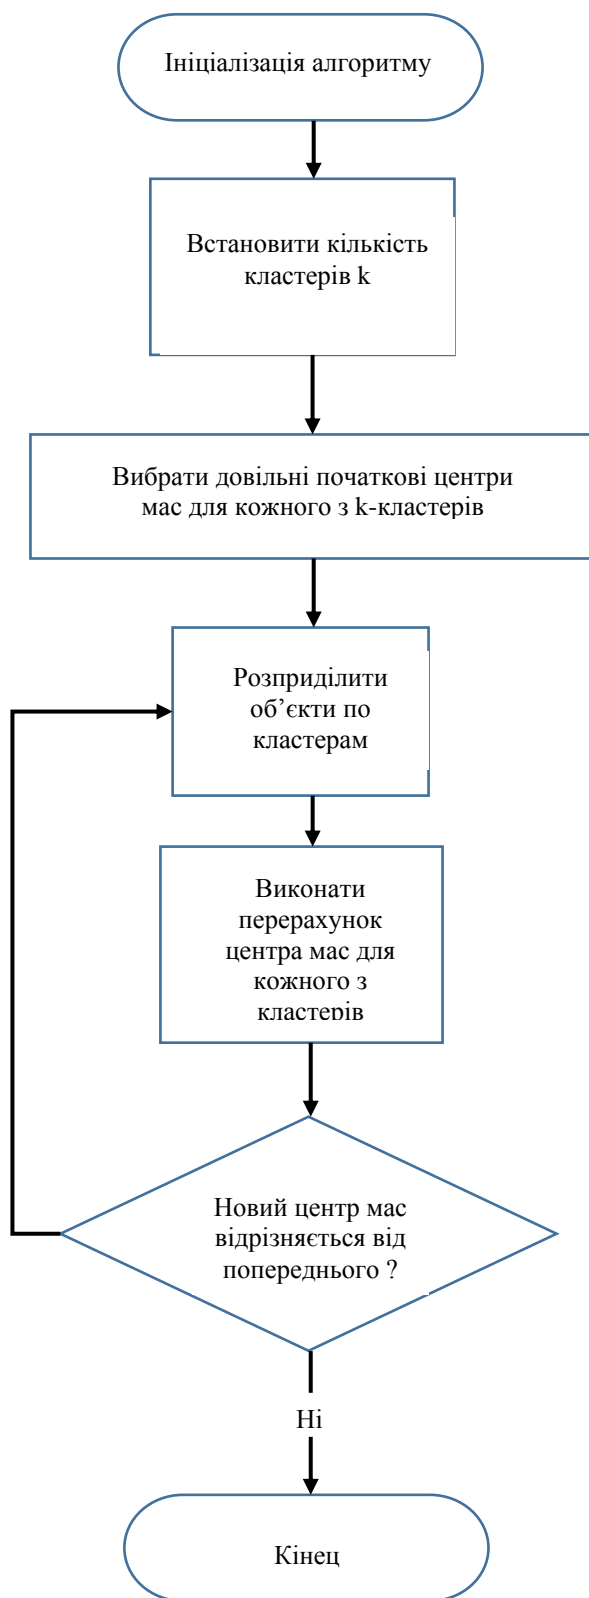 Ініціалізація алгоритму
Встановити кількість
кластерів k
Вибрати довільні початкові центри
мас для кожного з k-кластерів
Розприділити
об’єкти по
кластерам
Виконати
перерахунок
центра мас для
кожного з
кластерів
Новий центр мас
відрізняється від
попереднього ?
Ні
Кінец